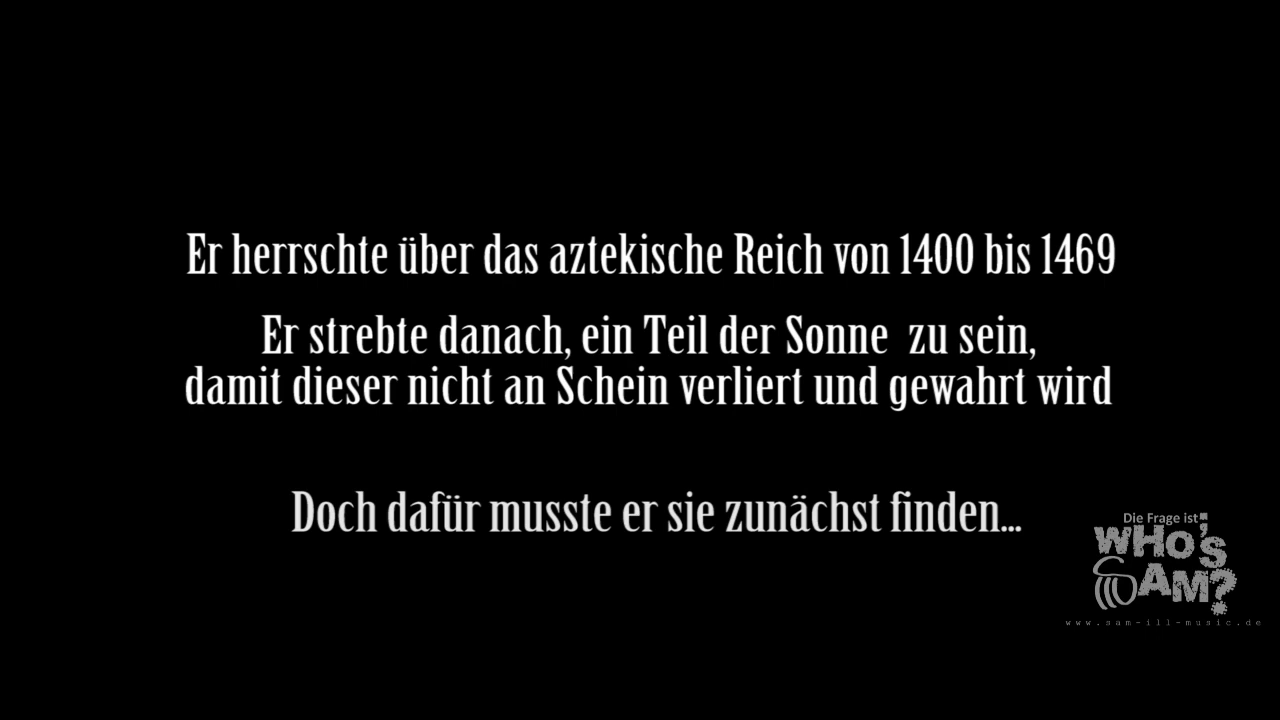 Er herrschte über das aztekische Reich von 1400 bis 1469
Er strebte danach, ein Teil der Sonne  zu sein,
damit dieser nicht an Schein verliert und gewahrt wird
Doch dafür musste er sie zunächst finden...
Die Frage ist:
WHO'S
SAM?
www.sam-ill-music.de